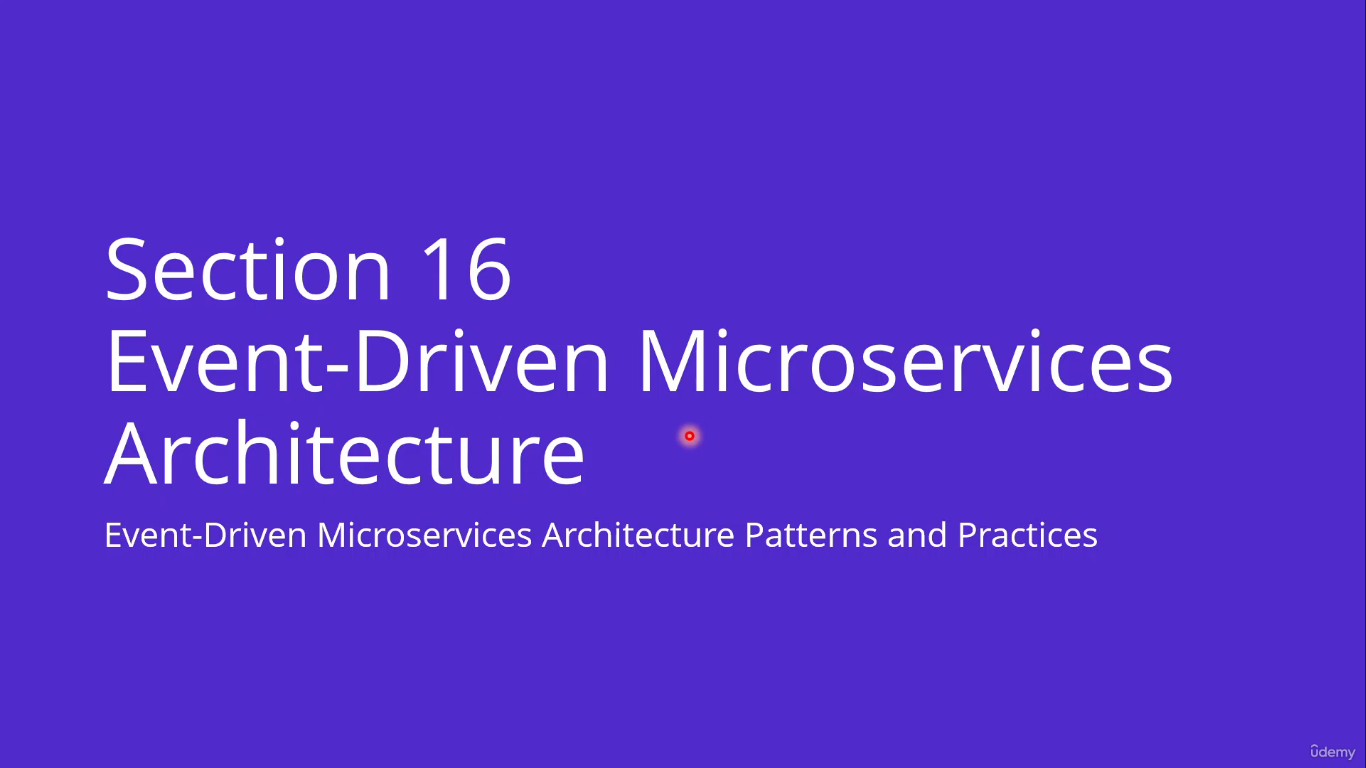 Section 16
Event-Driven Microservices
Architecture
Event-Driven Microservices Architecture Patterns and Practices
ûdemy